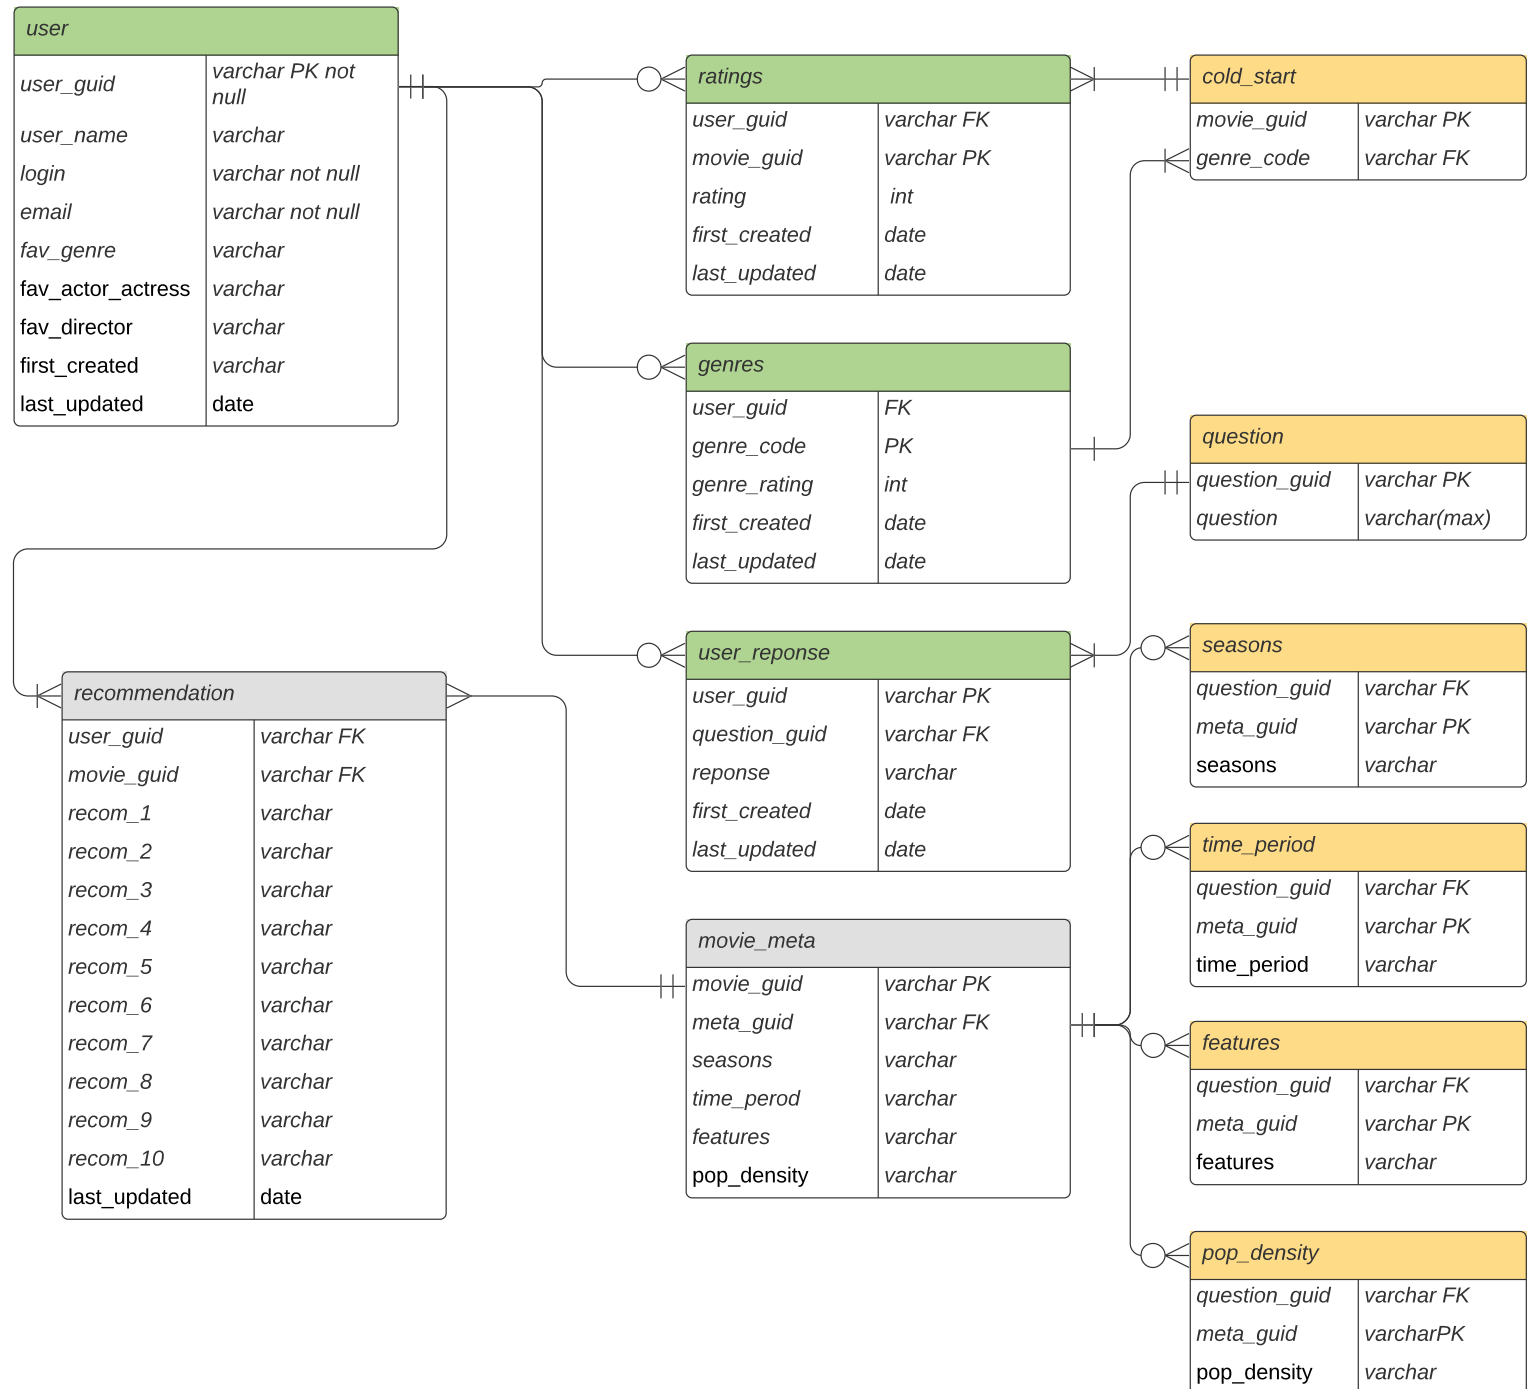 user
user_guid varchar PK not
null
user_name varchar
login varchar not null
email varchar not null
fav_genre varchar
fav_actor_actress varchar
fav_director varchar
first_created varchar
last_updated date
recommendation
user_guid varchar FK
movie_guid varchar FK
recom_1 varchar
recom_2 varchar
recom_3 varchar
recom_4 varchar
recom_5 varchar
recom_6 varchar
recom_7 varchar
recom_8 varchar
recom_9 varchar
recom_10 varchar
last_updated date
ratings
user_guid varchar FK
movie_guid varchar PK
rating int
first_created date
last_updated date
genres
user_guid FK
genre_code PK
genre_rating int
first_created date
last_updated date
user_reponse
user_guid varchar PK
question_guid varchar FK
reponse varchar
first_created date
last_updated date
movie_meta
movie_guid varchar PK
meta_guid varchar FK
seasons varchar
time_perod varchar
features varchar
pop_density varchar
cold_start
movie_guid varchar PK
genre_code varchar FK
question
question_guid varchar PK
question varchar(max)
seasons
question_guid varchar FK
meta_guid varchar PK
seasons varchar
time_period
question_guid varchar FK
meta_guid varchar PK
time_period varchar
features
question_guid varchar FK
meta_guid varchar PK
features varchar
pop_density
question_guid varchar FK
meta_guid varcharPK
pop_density varchar